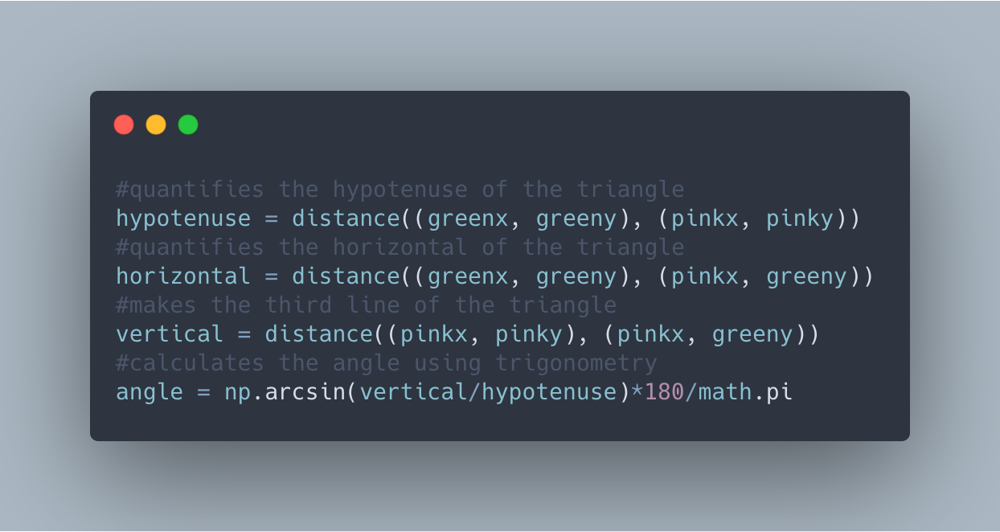 #quantifies the hypotenuse of the triangle
hypotenuse = distance((greenx, greeny), (pinkx, pinky))
#quantifies the horizontal of the triangle
horizontal = distance((greenx, greeny), (pinkx, greeny))
#makes the third line of the triangle
vertical = distance((pinkx, pinky), (pinkx, greeny))
#calculates the angle using trigonometry
angle = np.arcsin(vertical/hypotenuse)*180/math.pi